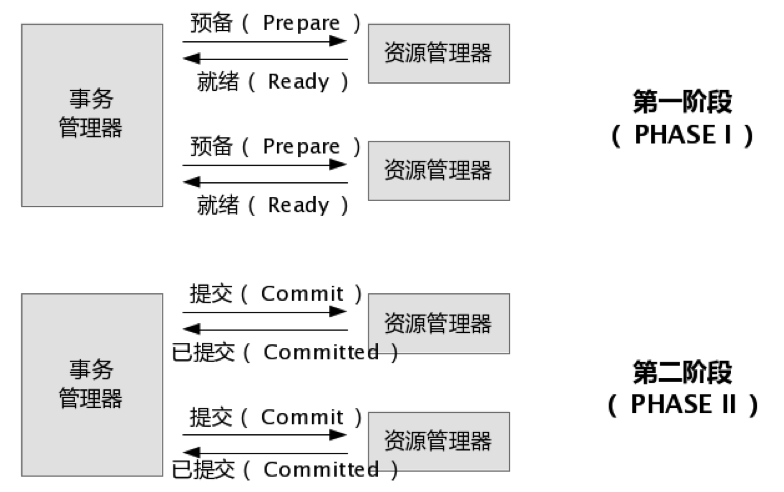 预备( Prepare )
事务
管理器
资源管理器
就绪( Ready )
第一阶段
( PHASE I )
预备( Prepare )
资源管理器
就绪( Ready )
提交( Commit )
事务
管理器
资源管理器
已提交( Committed )
第二阶段
( PHASE II )
提交( Commit )
资源管理器
已提交( Committed )